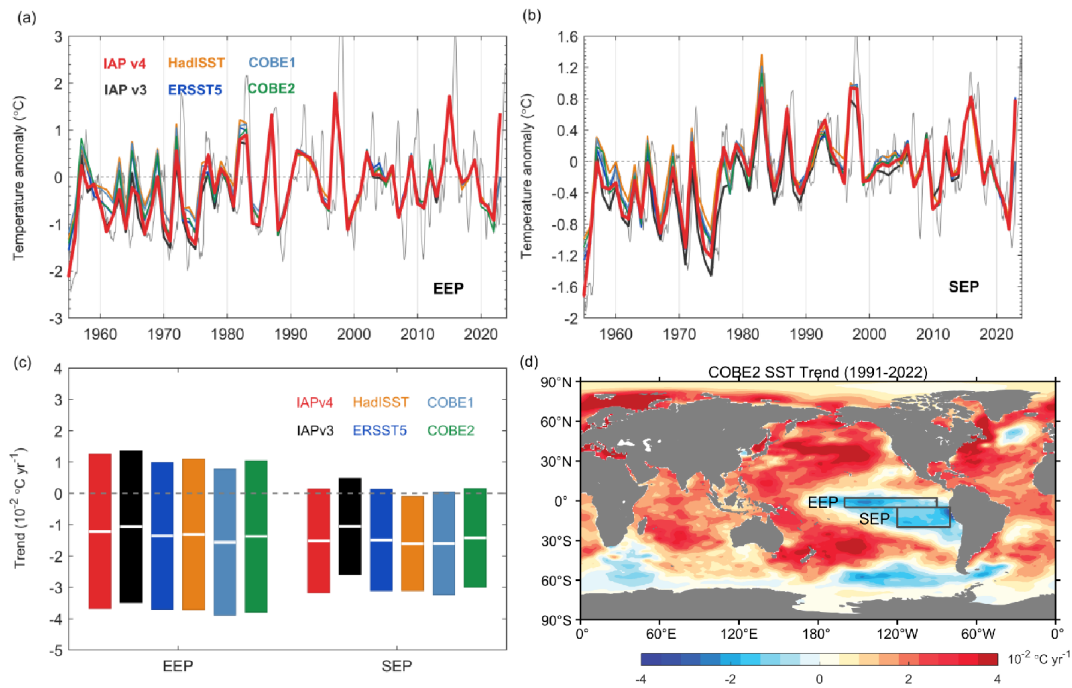 (a)
3
2
1
0
-1
-2
-3
Temperature anomaly (°C)
IAP v4 HadISST COBE1
IAP v3 ERSST5 COBE2
EEP
1960 1970 1980 1990 2000 2010 2020
(b)
1.6
1.2
0.8
0.4
0
-0.4
-0.8
-1.2
-1.6
-2
Temperature anomaly (°C)
SEP
1960 1970 1980 1990 2000 2010 2020
(c)
4
3
2
1
0
-1
-2
-3
-4
-5
Trend (10⁻² °C yr⁻¹)
IAPv4 HadISST COBE1
IAPv3 ERSST5 COBE2
EEP SEP
(d)
COBE2 SST Trend (1991-2022)
90°N
60°N
30°N
0°
30°S
60°S
90°S
EEP
SEP
0° 60°E 120°E 180°W 120°W 60°W 0°
10⁻² °C yr⁻¹
-4 -2 0 2 4